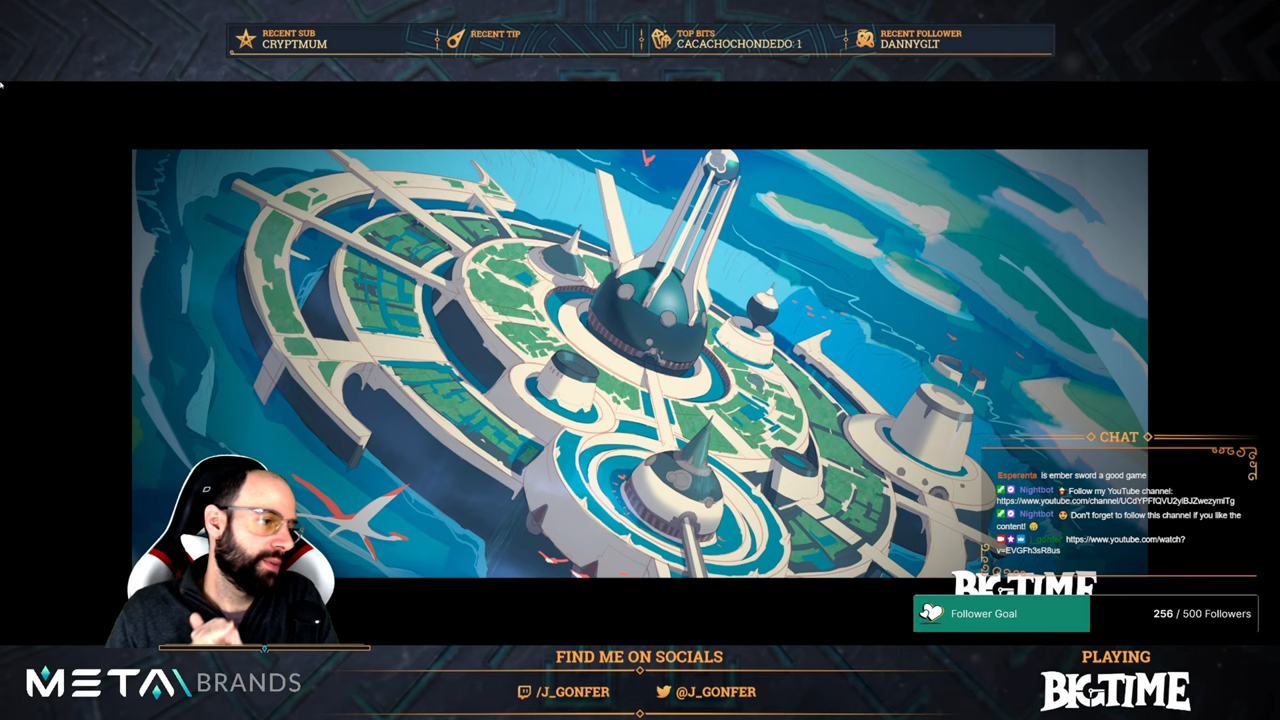 RECENT SUB
CRYPTMUM
RECENT TIP
TOP BITS
CACACHOCHONDEDO: 1
RECENT FOLLOWER
DANNYGLT
CHAT
Esperenta is ember sword a good game
Nightbot Follow my YouTube channel:
https://www.youtube.com/channel/UCdYPFfQVU2yIBJZwezymlTg
Nightbot Don't forget to follow this channel if you like the
content!
j_gonfer https://www.youtube.com/watch?
v=EVGFh3sR8us
BIGTIME
Follower Goal
256 / 500 Followers
FIND ME ON SOCIALS
/J_GONFER
@J_GONFER
META BRANDS
PLAYING
BIGTIME